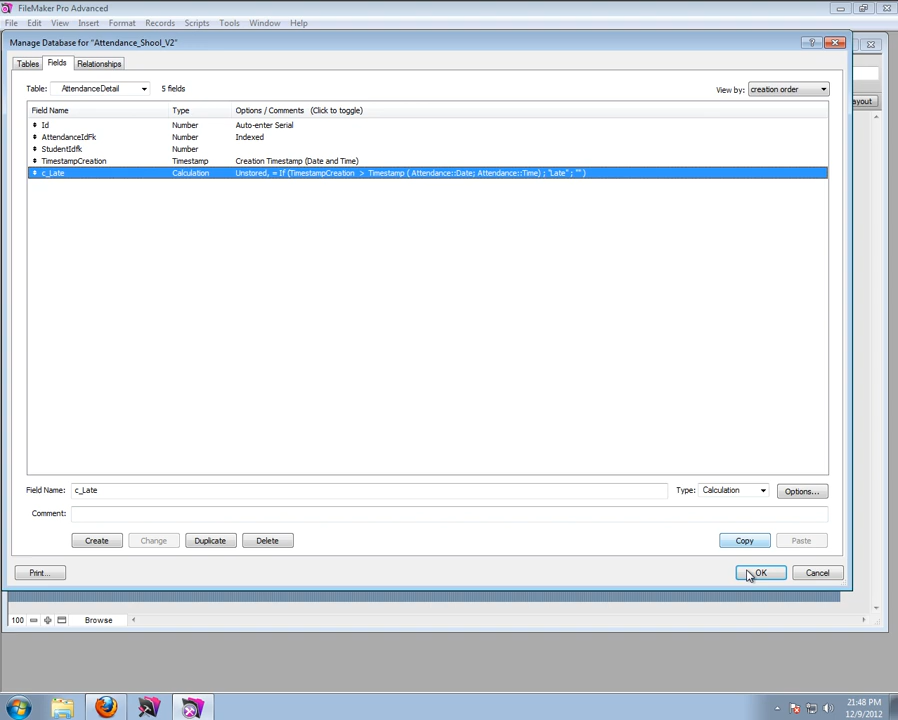 FileMaker Pro Advanced
File Edit View Insert Format Records Scripts Tools Window Help
Manage Database for "Attendance_Shool_V2"
Tables Fields Relationships
Table: AttendanceDetail 5 fields View by: creation order
ayout
Field Name Type Options / Comments (Click to toggle)
Id Number Auto-enter Serial
AttendanceIdFk Number Indexed
StudentIdfk Number
TimestampCreation Timestamp Creation Timestamp (Date and Time)
c_Late Calculation Unstored, = If (TimestampCreation > Timestamp ( Attendance::Date; Attendance::Time) ; "Late" ; "" )
Field Name: c_Late Type: Calculation Options...
Comment:
Create Change Duplicate Delete Copy Paste
Print... OK Cancel
100 Browse
21:48 PM
12/9/2012